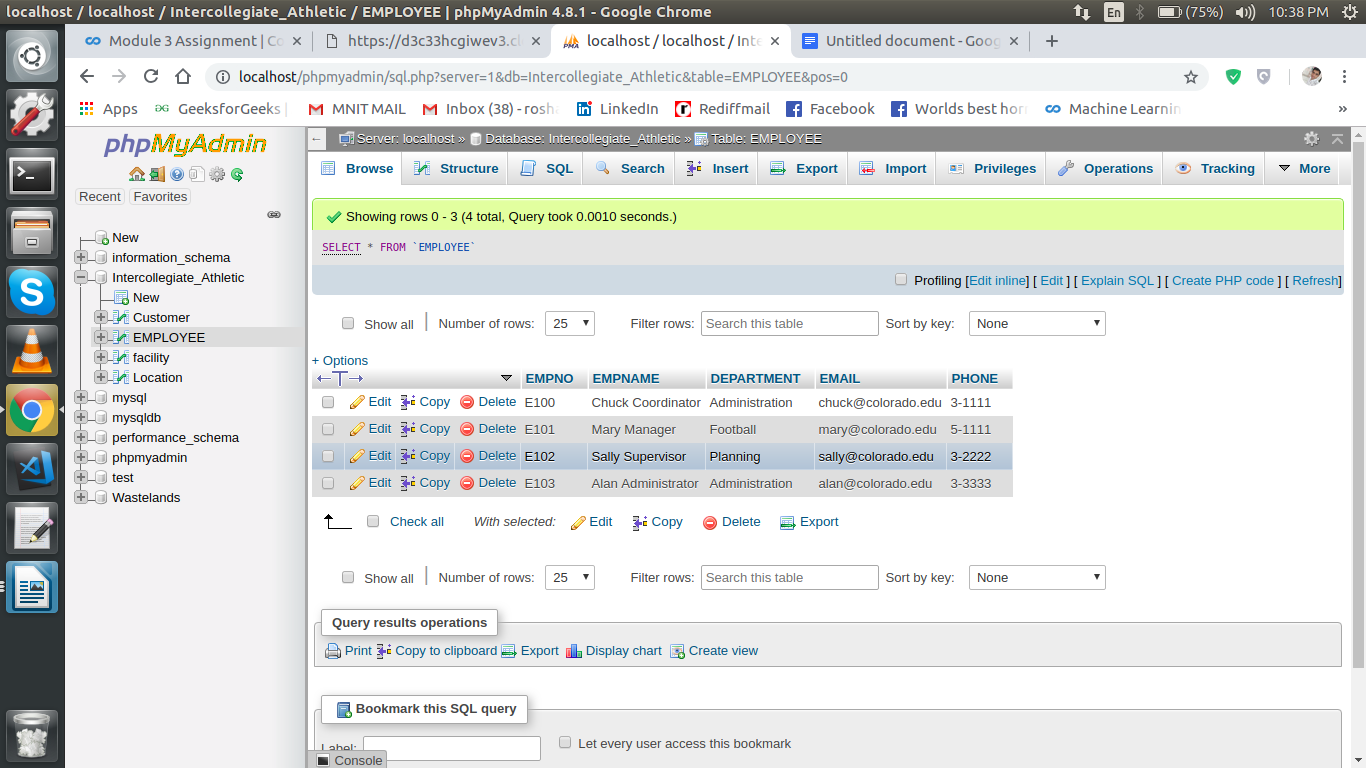 localhost / localhost / Intercollegiate_Athletic / EMPLOYEE | phpMyAdmin 4.8.1 - Google Chrome En (75%) 10:38 PM
Module 3 Assignment | Co https://d3c33hcgiwev3.cl localhost / localhost / Inte Untitled document - Goog
localhost/phpmyadmin/sql.php?server=1&db=Intercollegiate_Athletic&table=EMPLOYEE&pos=0
Apps GeeksforGeeks | MNIT MAIL Inbox (38) - rosh LinkedIn Rediffmail Facebook Worlds best hor Machine Learnin »
phpMyAdmin
Recent Favorites
New
information_schema
Intercollegiate_Athletic
New
Customer
EMPLOYEE
facility
Location
mysql
mysqldb
performance_schema
phpmyadmin
test
Wastelands
Server: localhost » Database: Intercollegiate_Athletic » Table: EMPLOYEE
Browse Structure SQL Search Insert Export Import Privileges Operations Tracking More
Showing rows 0 - 3 (4 total, Query took 0.0010 seconds.)
SELECT * FROM `EMPLOYEE`
Profiling [Edit inline] [ Edit ] [ Explain SQL ] [ Create PHP code ] [ Refresh]
Show all | Number of rows: 25 Filter rows: Search this table Sort by key: None
+ Options
EMPNO EMPNAME DEPARTMENT EMAIL PHONE
Edit Copy Delete E100 Chuck Coordinator Administration chuck@colorado.edu 3-1111
Edit Copy Delete E101 Mary Manager Football mary@colorado.edu 5-1111
Edit Copy Delete E102 Sally Supervisor Planning sally@colorado.edu 3-2222
Edit Copy Delete E103 Alan Administrator Administration alan@colorado.edu 3-3333
Check all With selected: Edit Copy Delete Export
Show all | Number of rows: 25 Filter rows: Search this table Sort by key: None
Query results operations
Print Copy to clipboard Export Display chart Create view
Bookmark this SQL query
Label: Let every user access this bookmark
Console